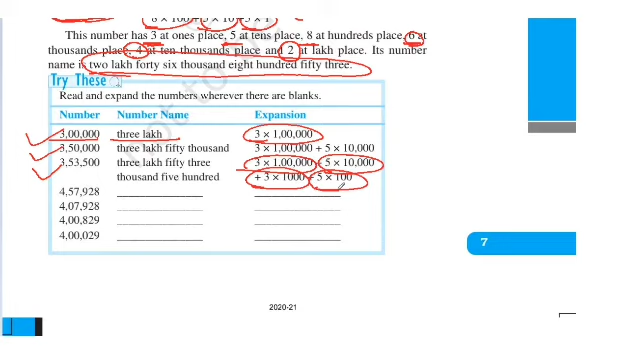 8 × 100 + 5 × 10 + 3 × 1
This number has 3 at ones place, 5 at tens place, 8 at hundreds place, 6 at
thousands place, 4 at ten thousands place and 2 at lakh place. Its number
name is two lakh forty six thousand eight hundred fifty three.
Try These
Read and expand the numbers wherever there are blanks.
Number Number Name Expansion
3,00,000 three lakh 3 × 1,00,000
3,50,000 three lakh fifty thousand 3 × 1,00,000 + 5 × 10,000
3,53,500 three lakh fifty three 3 × 1,00,000 + 5 × 10,000
thousand five hundred + 3 × 1000 + 5 × 100
4,57,928
4,07,928
4,00,829
4,00,029
7
2020-21